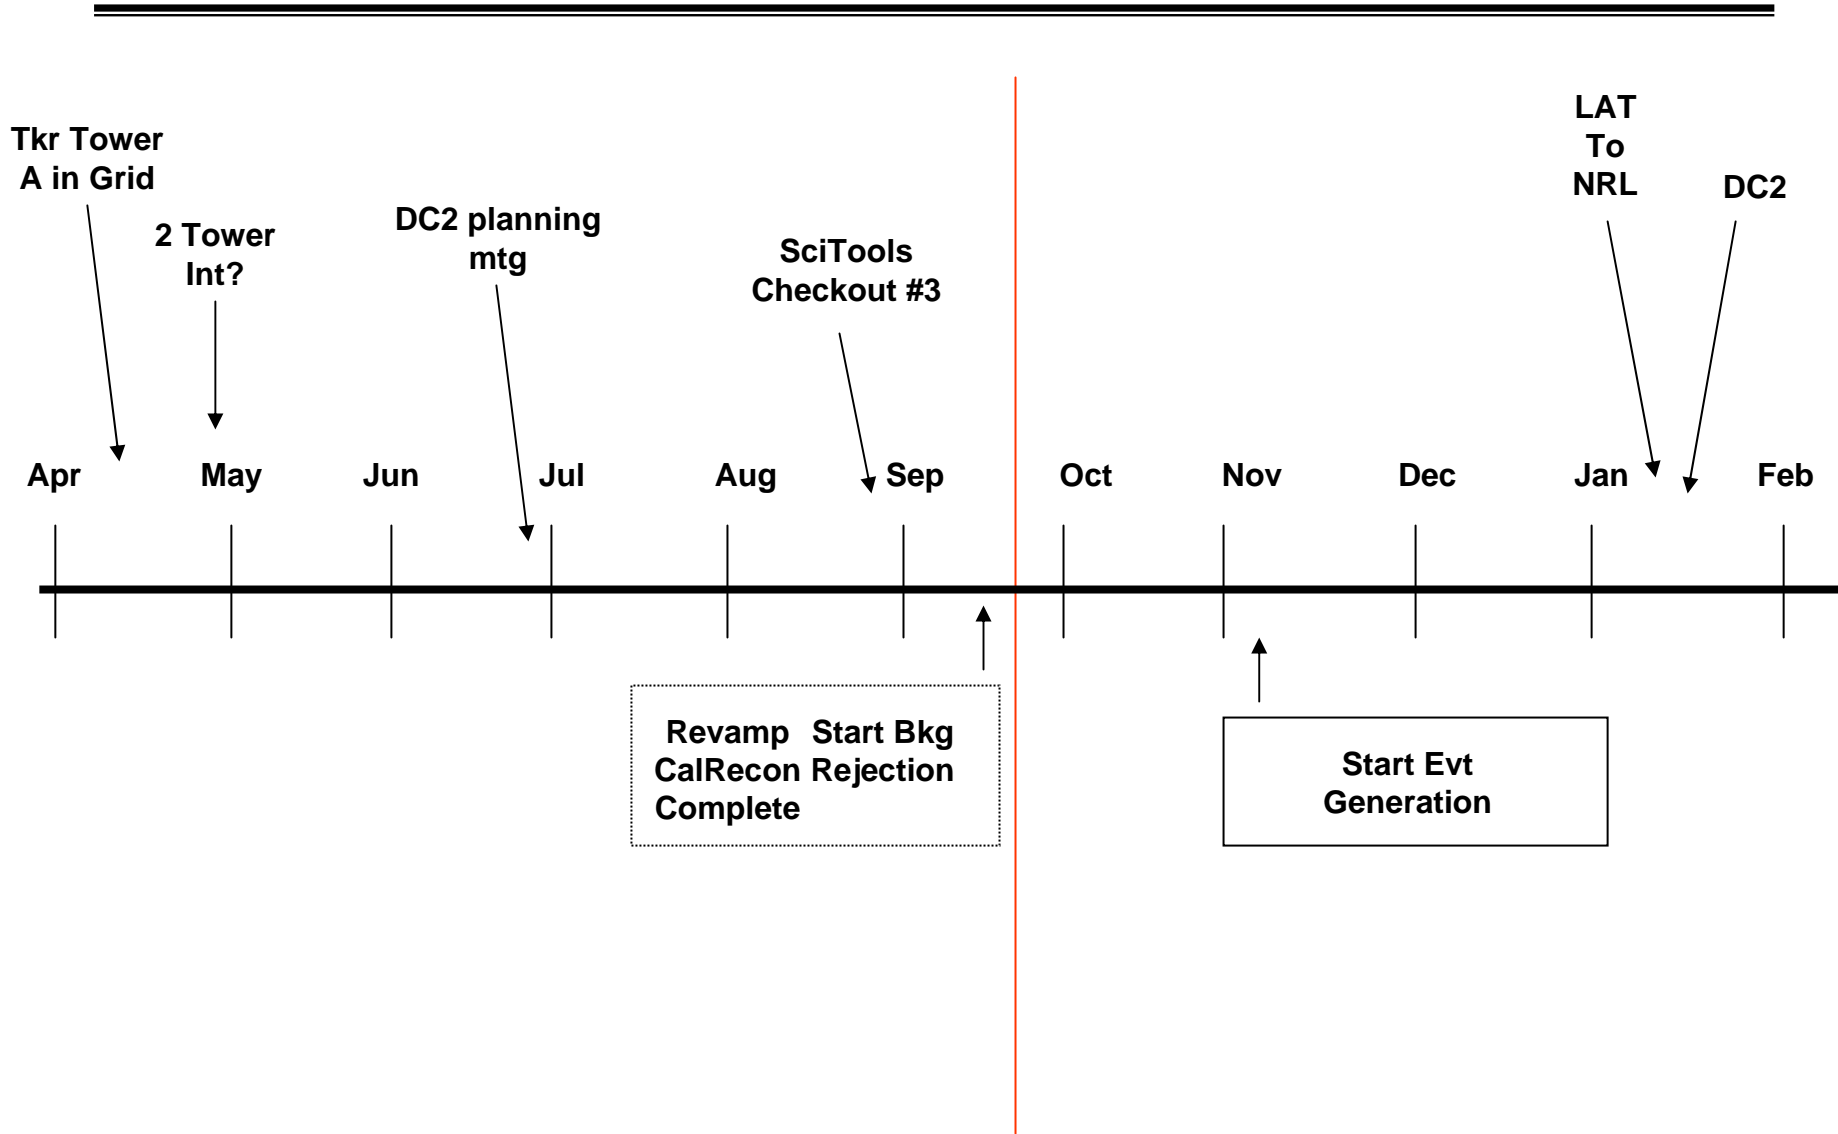 Tkr Tower
A in Grid
2 Tower
Int?
DC2 planning
mtg
SciTools
Checkout #3
LAT
To
NRL
DC2
Apr May Jun Jul Aug Sep Oct Nov Dec Jan Feb
Revamp
CalRecon
Complete
Start Bkg
Rejection
Start Evt
Generation